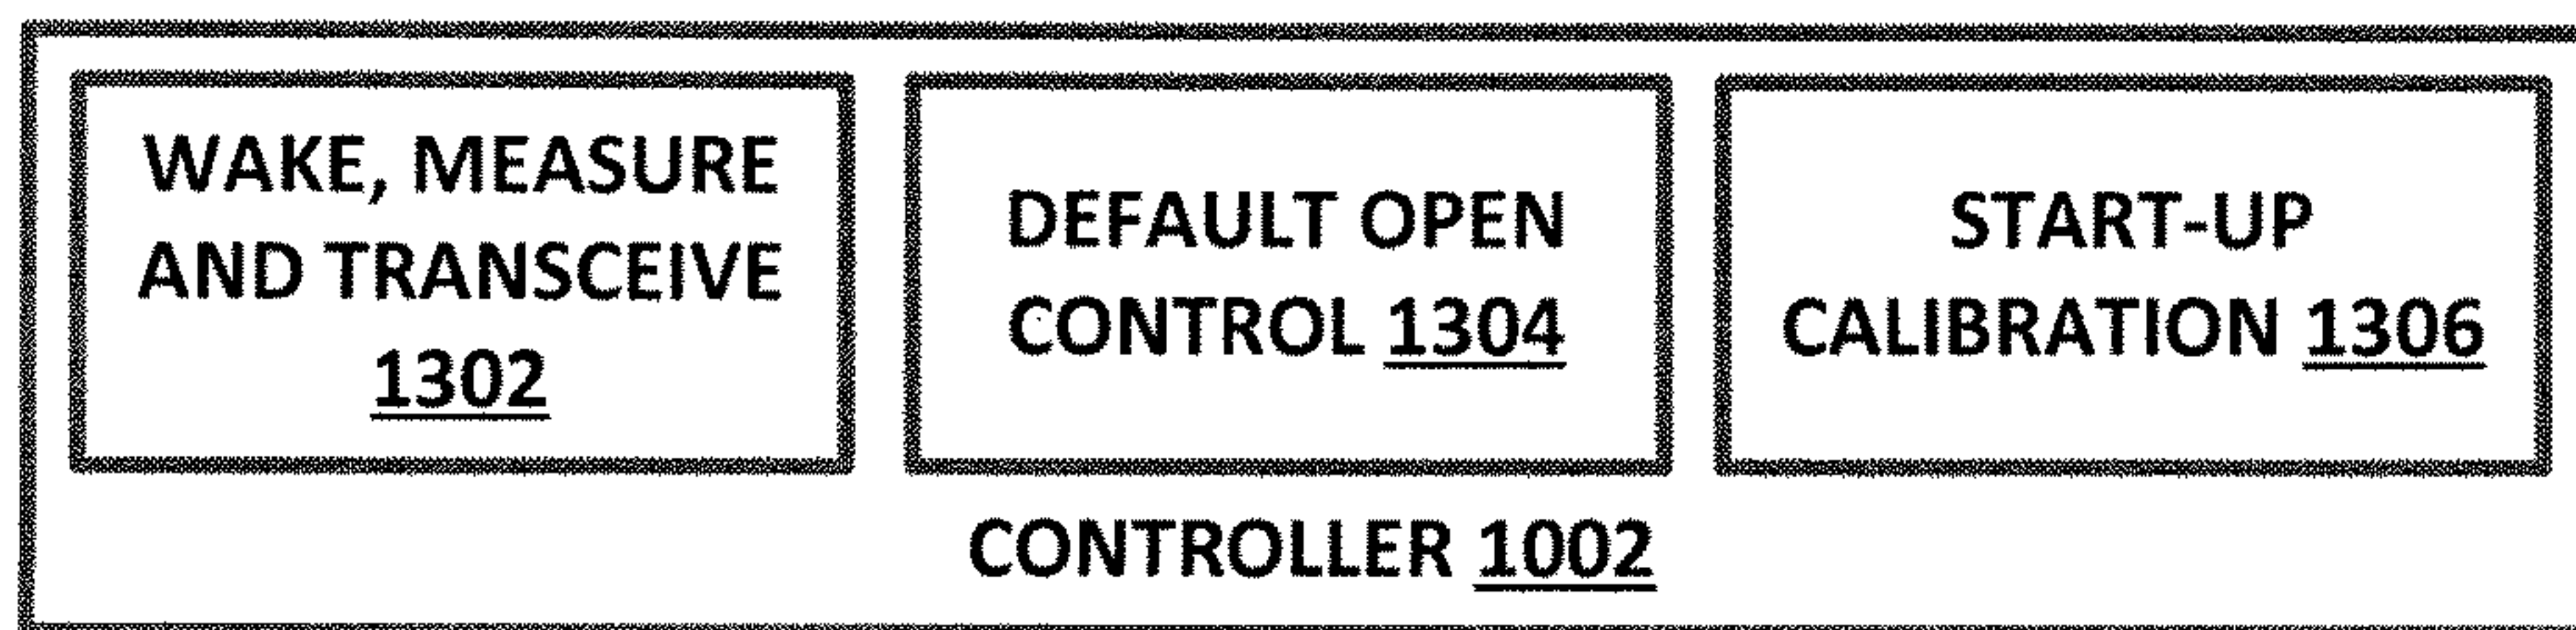 WAKE, MEASURE
AND TRANSCEIVE
1302
DEFAULT OPEN
CONTROL 1304
START-UP
CALIBRATION 1306
CONTROLLER 1002